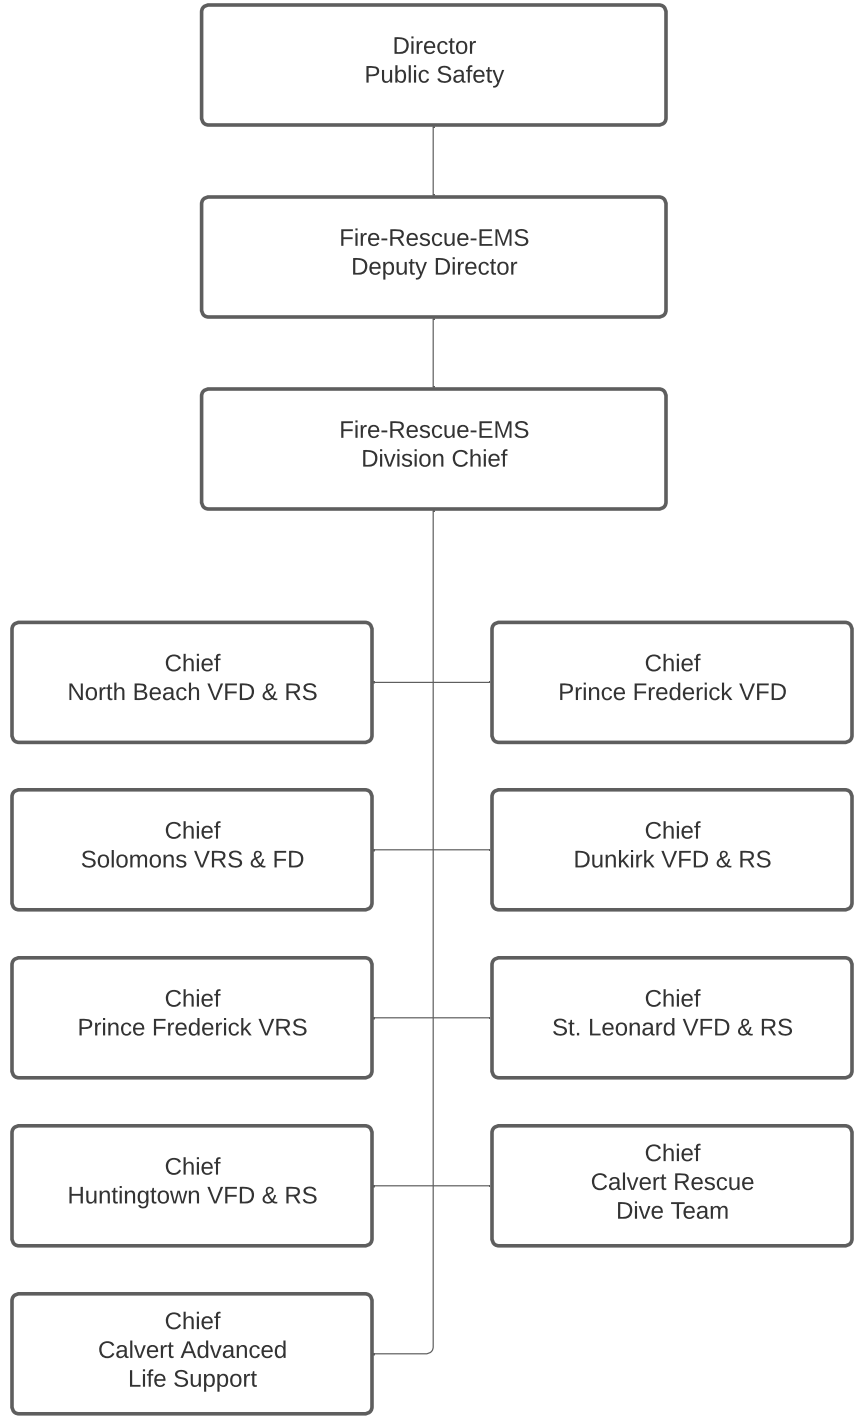 Director
Public Safety
Fire-Rescue-EMS
Deputy Director
Fire-Rescue-EMS
Division Chief
Chief
North Beach VFD & RS
Chief
Prince Frederick VFD
Chief
Solomons VRS & FD
Chief
Dunkirk VFD & RS
Chief
Prince Frederick VRS
Chief
St. Leonard VFD & RS
Chief
Huntingtown VFD & RS
Chief
Calvert Rescue
Dive Team
Chief
Calvert Advanced
Life Support